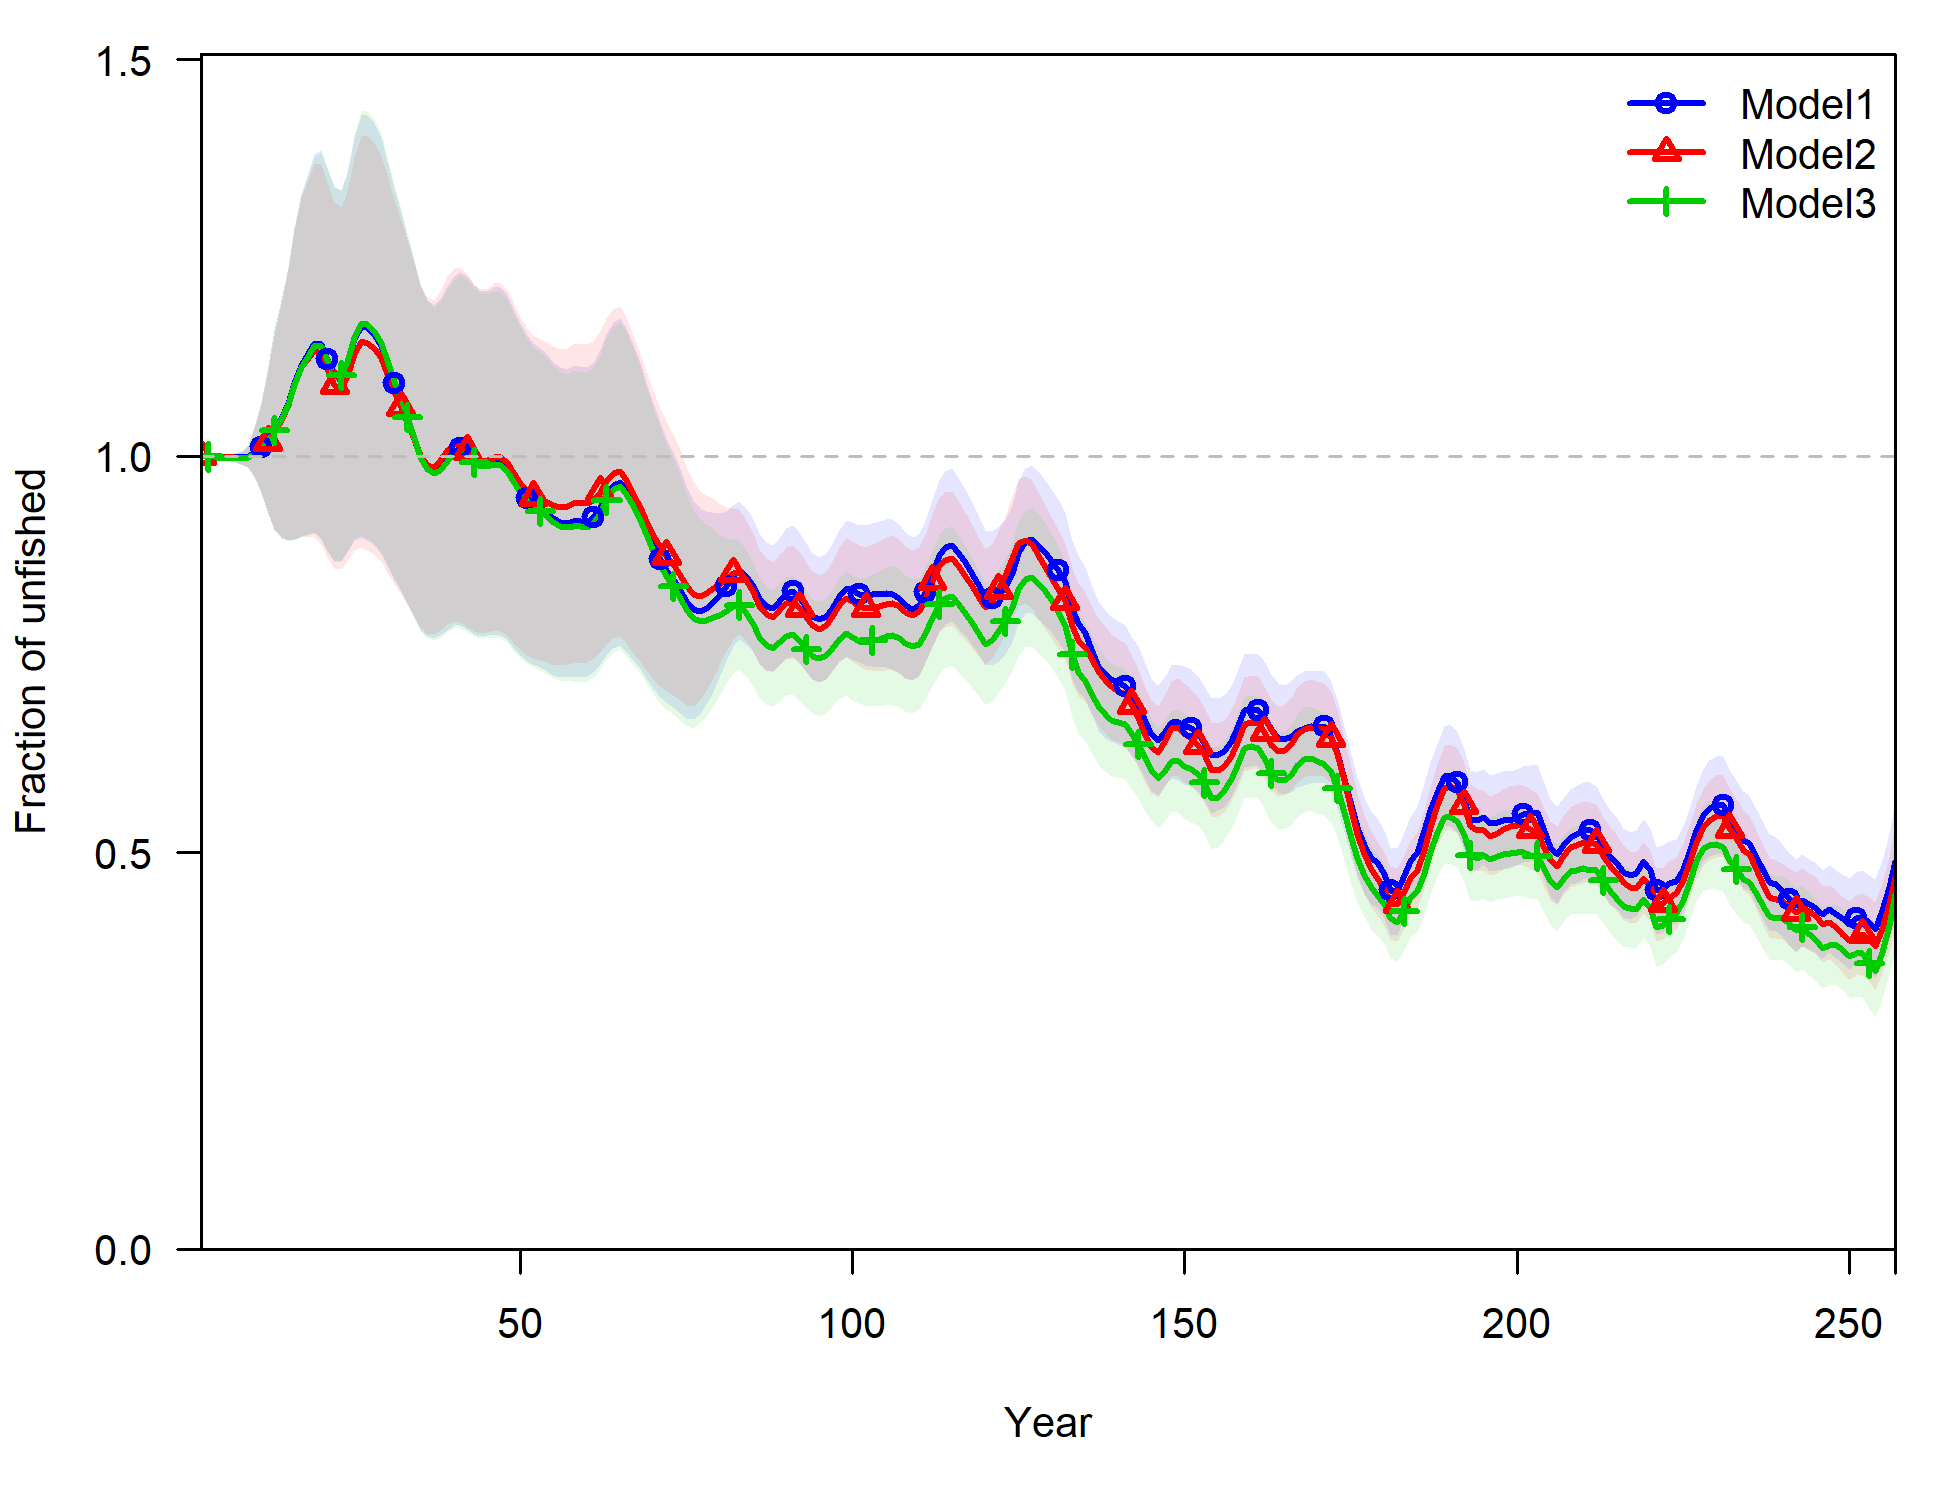 1.5
1.0
0.5
0.0
Fraction of unfished
Model1
Model2
Model3
50 100 150 200 250
Year